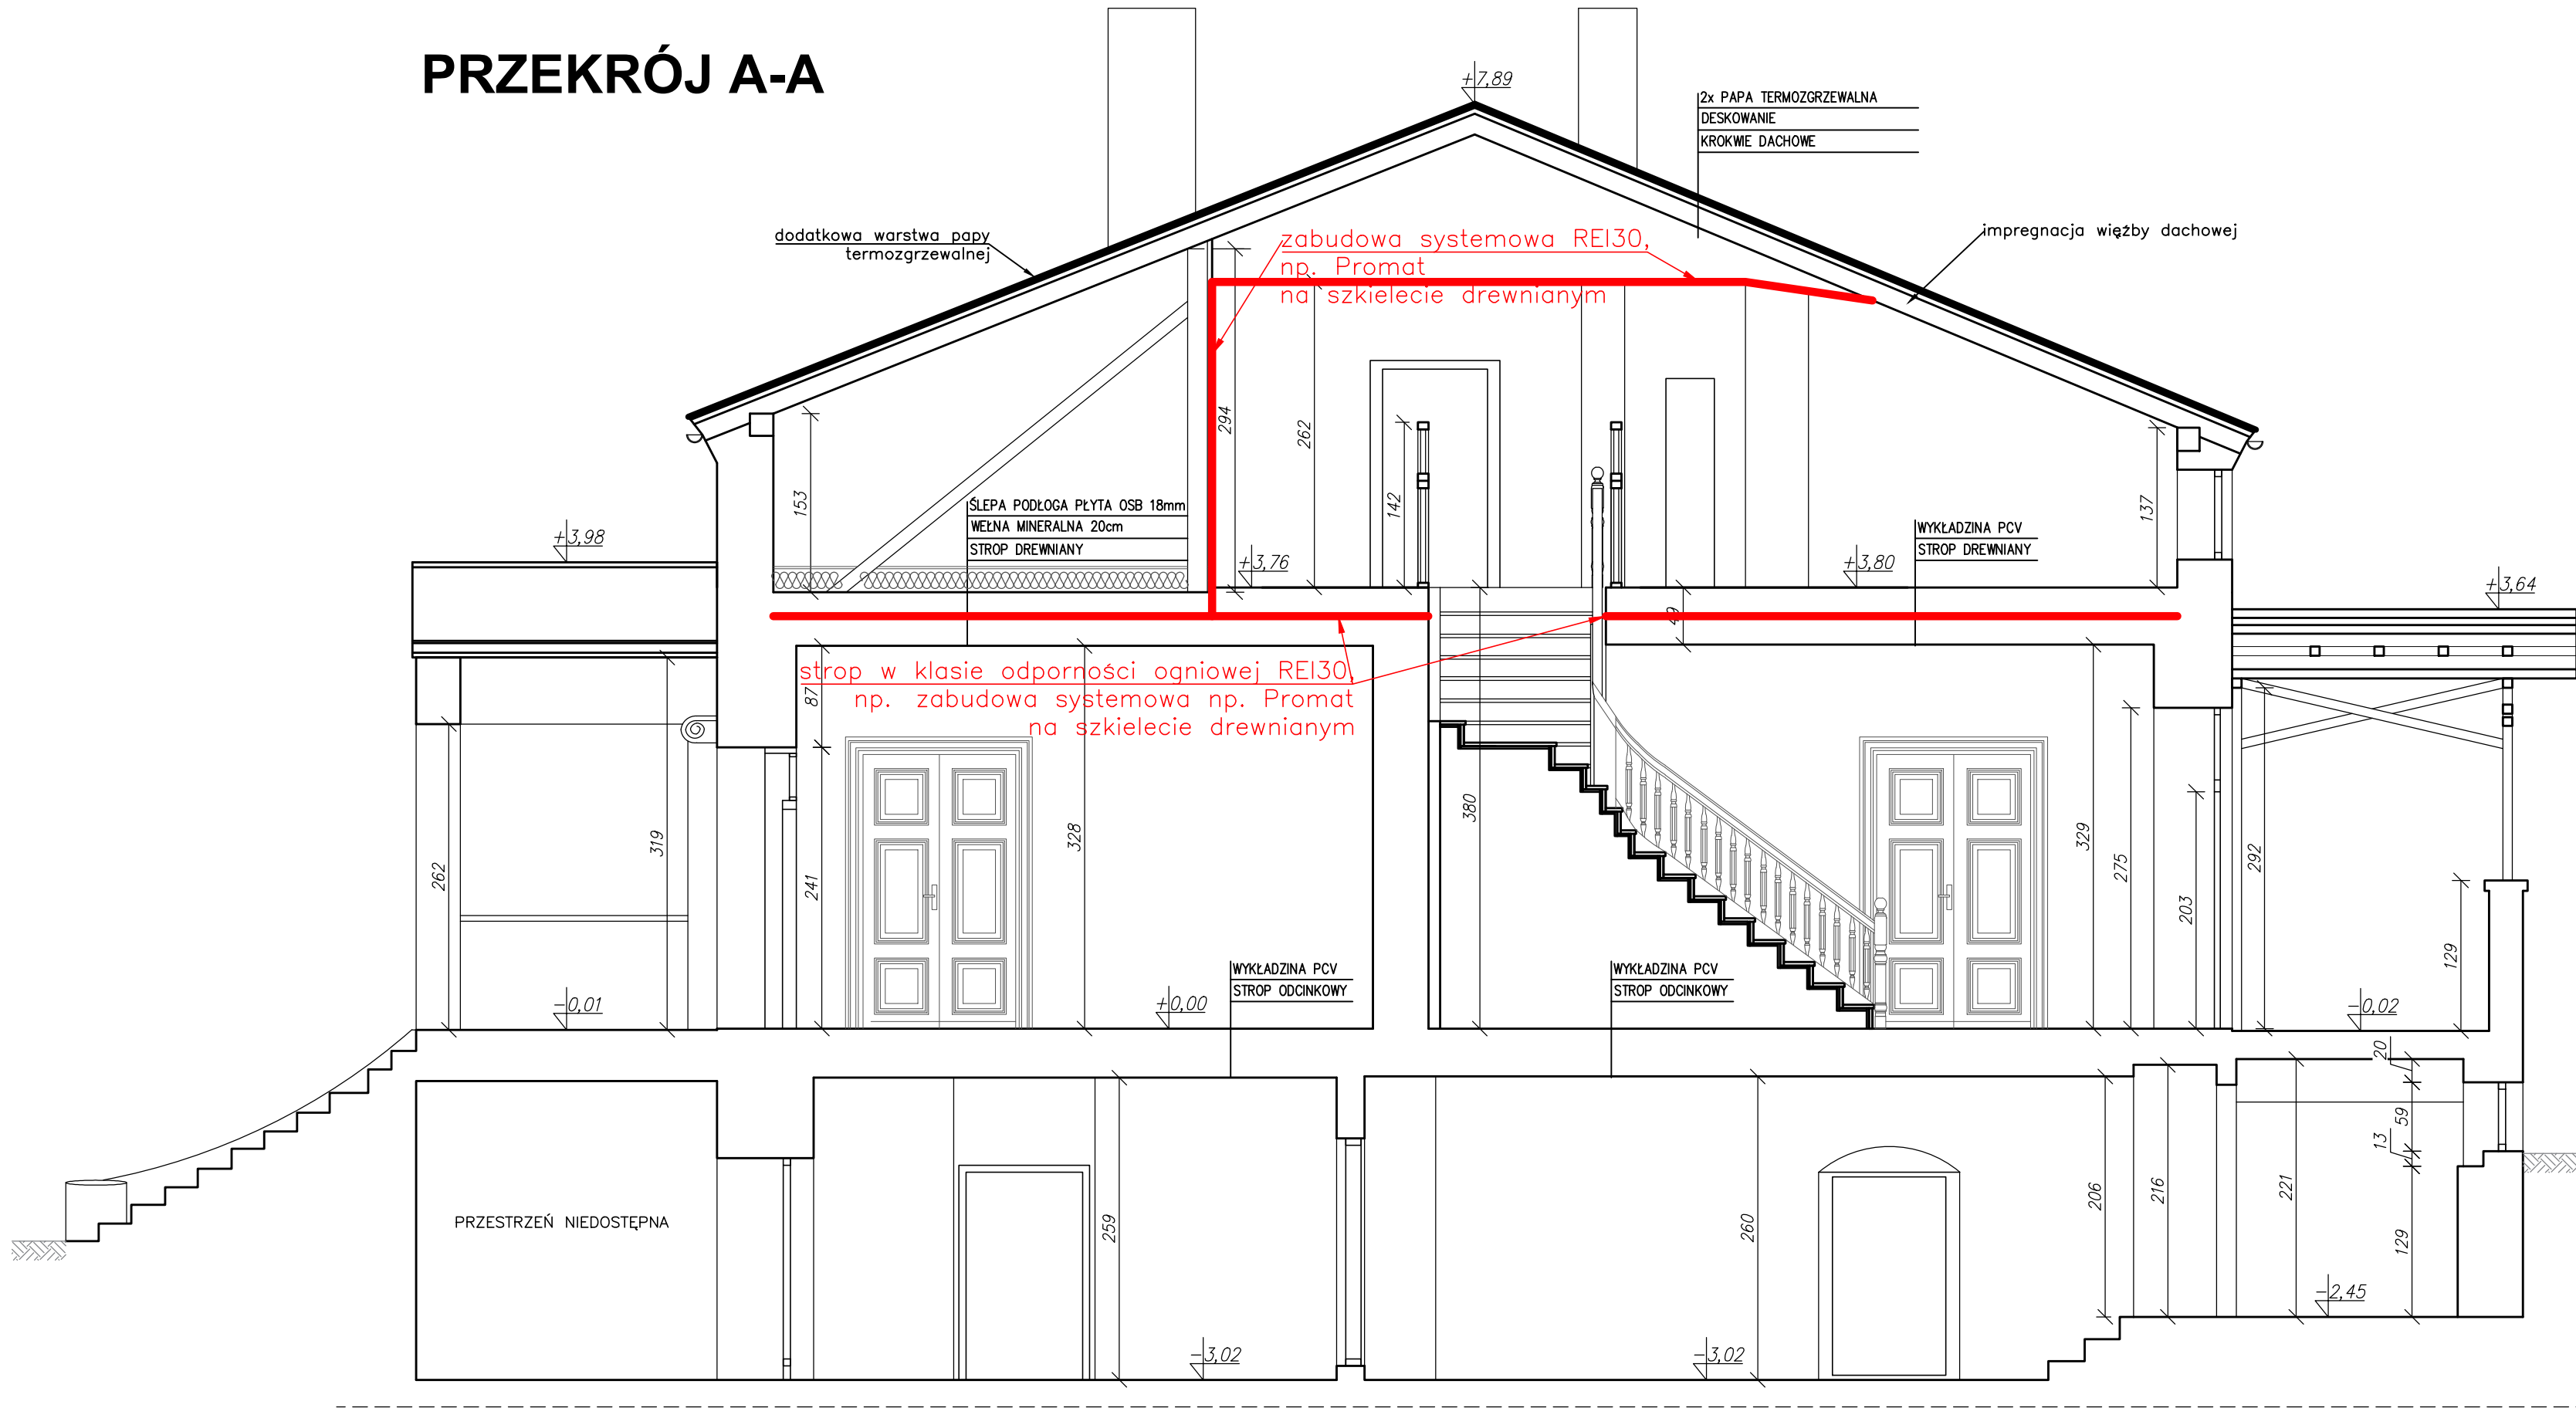 PRZEKRÓJ A-A
+7,89
2x PAPA TERMOZGRZEWALNA
DESKOWANIE
KROKWIE DACHOWE
dodatkowa warstwa papy
termozgrzewalnej
zabudowa systemowa REI30,
np. Promat
na szkielecie drewnianym
impregnacja więźby dachowej
294
262
142
153
137
ŚLEPA PODŁOGA PŁYTA OSB 18mm
WEŁNA MINERALNA 20cm
STROP DREWNIANY
WYKŁADZINA PCV
STROP DREWNIANY
+3,98
+3,76
+3,80
+3,64
49
strop w klasie odporności ogniowej REI30,
np. zabudowa systemowa np. Promat
na szkielecie drewnianym
87
262
319
241
328
380
329
275
203
292
129
WYKŁADZINA PCV
STROP ODCINKOWY
WYKŁADZINA PCV
STROP ODCINKOWY
-0,01
+0,00
-0,02
20
59
13
129
PRZESTRZEŃ NIEDOSTĘPNA
259
260
206
216
221
-2,45
-3,02
-3,02